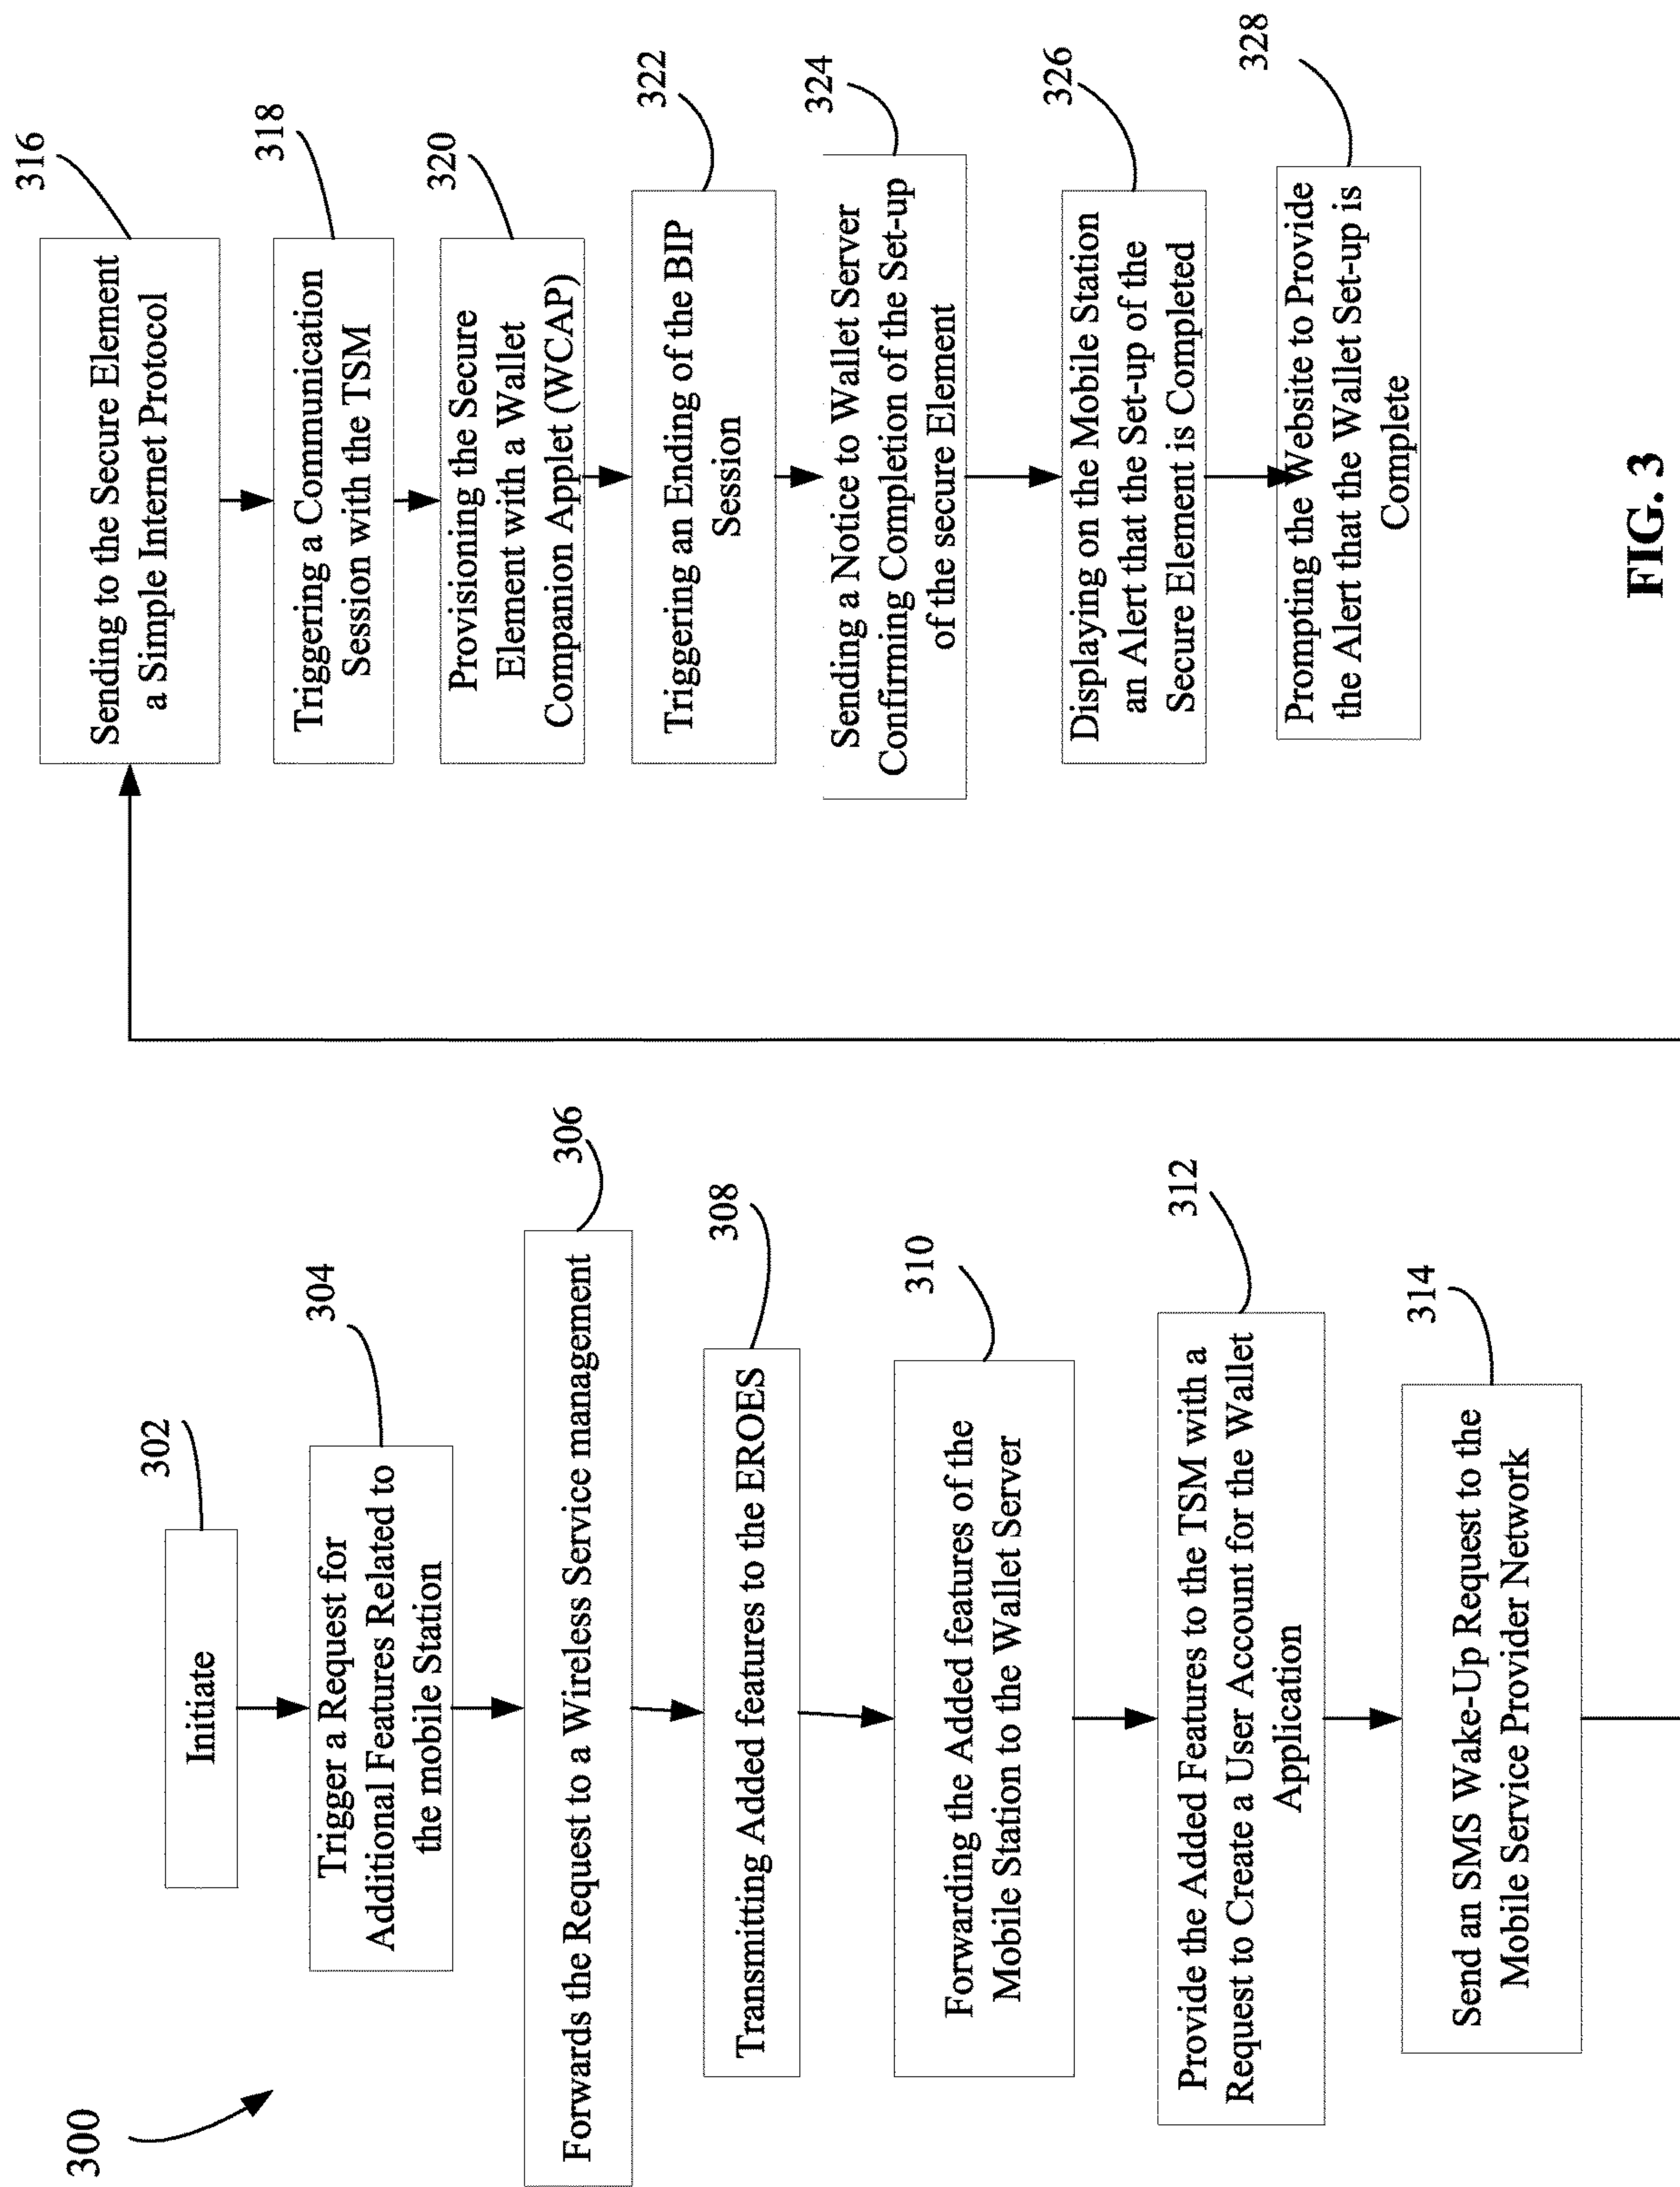 300
302
Initiate
304
Trigger a Request for
Additional Features Related to
the mobile Station
306
Forwards the Request to a Wireless Service management
308
Transmitting Added features to the EROES
310
Forwarding the Added features of the
Mobile Station to the Wallet Server
312
Provide the Added Features to the TSM with a
Request to Create a User Account for the Wallet
Application
314
Send an SMS Wake-Up Request to the
Mobile Service Provider Network
316
Sending to the Secure Element
a Simple Internet Protocol
318
Triggering a Communication
Session with the TSM
320
Provisioning the Secure
Element with a Wallet
Companion Applet (WCAP)
322
Triggering an Ending of the BIP
Session
324
Sending a Notice to Wallet Server
Confirming Completion of the Set-up
of the secure Element
326
Displaying on the Mobile Station
an Alert that the Set-up of the
Secure Element is Completed
328
Prompting the Website to Provide
the Alert that the Wallet Set-up is
Complete
FIG. 3